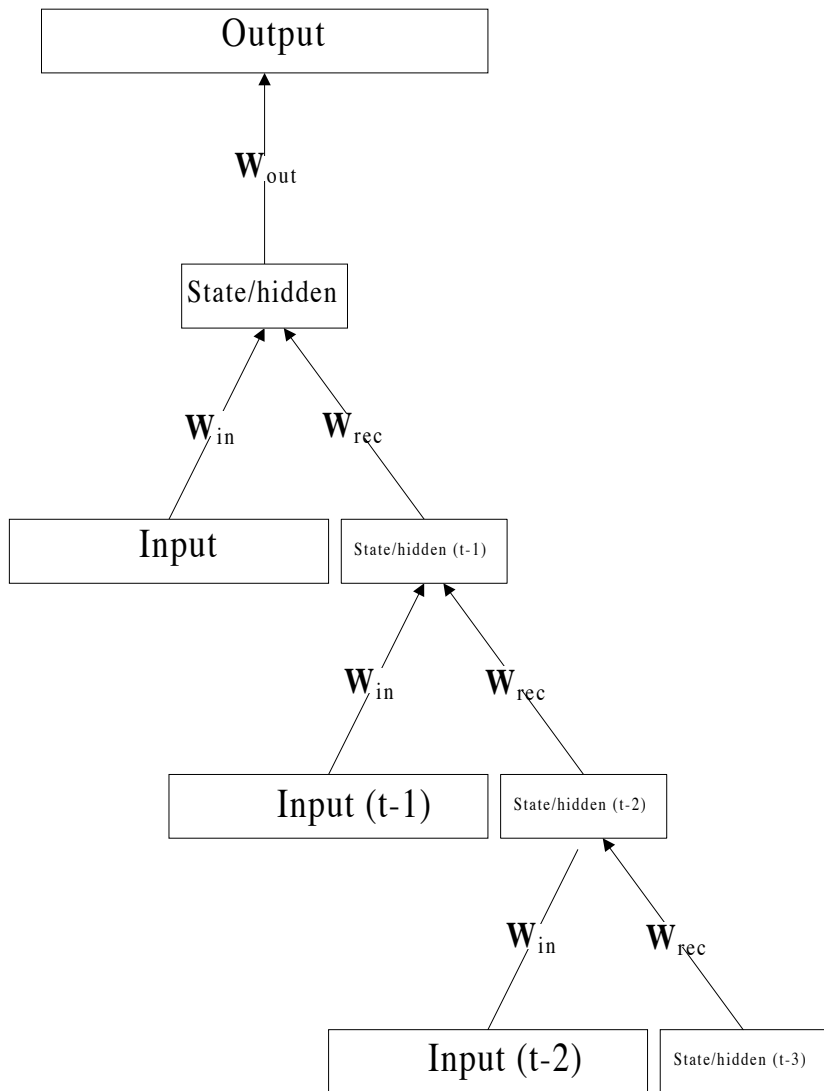 Output
W out
State/hidden
W in W rec
Input State/hidden (t-1)
W in W rec
Input (t-1) State/hidden (t-2)
W in W rec
Input (t-2) State/hidden (t-3)